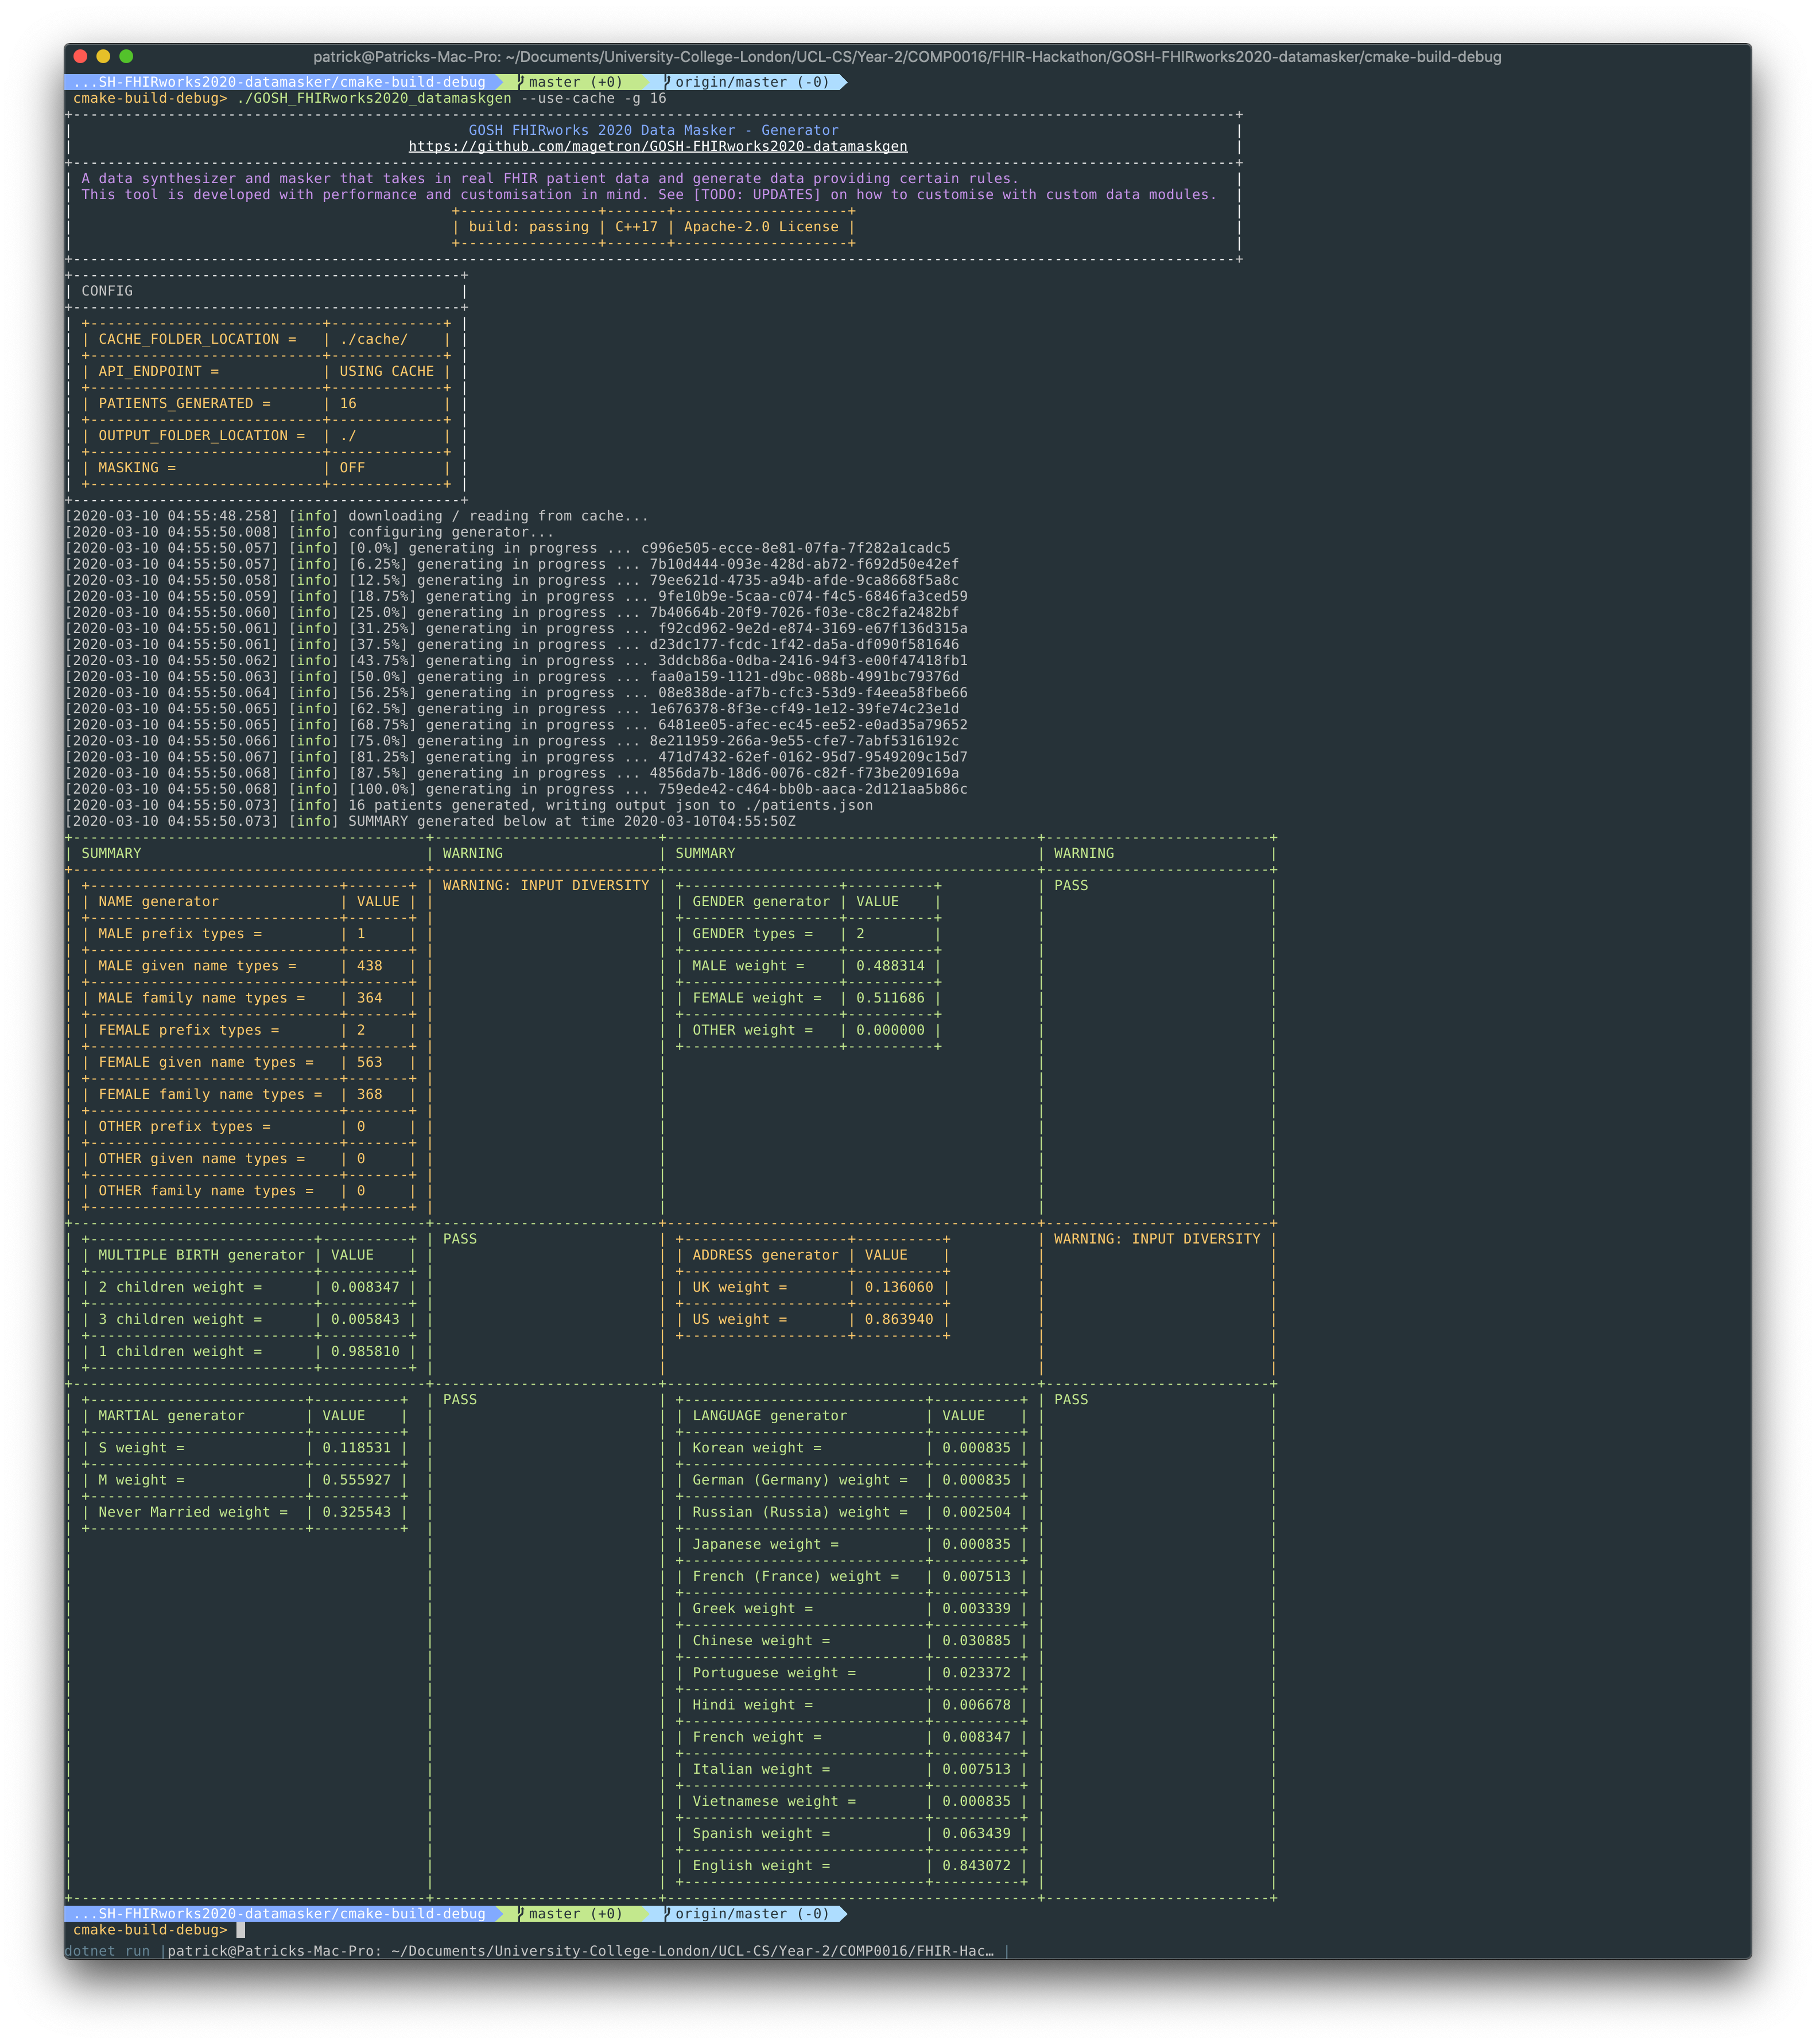 patrick@Patricks-Mac-Pro: ~/Documents/University-College-London/UCL-CS/Year-2/COMP0016/FHIR-Hackathon/GOSH-FHIRworks2020-datamasker/cmake-build-debug
...SH-FHIRworks2020-datamasker/cmake-build-debug master (+0) origin/master (-0)
cmake-build-debug> ./GOSH_FHIRworks2020_datamaskgen --use-cache -g 16
GOSH FHIRworks 2020 Data Masker - Generator
https://github.com/magetron/GOSH-FHIRworks2020-datamaskgen
A data synthesizer and masker that takes in real FHIR patient data and generate data providing certain rules.
This tool is developed with performance and customisation in mind. See [TODO: UPDATES] on how to customise with custom data modules.
| build: passing | C++17 | Apache-2.0 License |
CONFIG
| CACHE_FOLDER_LOCATION = | ./cache/ |
| API_ENDPOINT = | USING CACHE |
| PATIENTS_GENERATED = | 16 |
| OUTPUT_FOLDER_LOCATION = | ./ |
| MASKING = | OFF |
[2020-03-10 04:55:48.258] [info] downloading / reading from cache...
[2020-03-10 04:55:50.008] [info] configuring generator...
[2020-03-10 04:55:50.057] [info] [0.0%] generating in progress ... c996e505-ecce-8e81-07fa-7f282a1cadc5
[2020-03-10 04:55:50.057] [info] [6.25%] generating in progress ... 7b10d444-093e-428d-ab72-f692d50e42ef
[2020-03-10 04:55:50.058] [info] [12.5%] generating in progress ... 79ee621d-4735-a94b-afde-9ca8668f5a8c
[2020-03-10 04:55:50.059] [info] [18.75%] generating in progress ... 9fe10b9e-5caa-c074-f4c5-6846fa3ced59
[2020-03-10 04:55:50.060] [info] [25.0%] generating in progress ... 7b40664b-20f9-7026-f03e-c8c2fa2482bf
[2020-03-10 04:55:50.061] [info] [31.25%] generating in progress ... f92cd962-9e2d-e874-3169-e67f136d315a
[2020-03-10 04:55:50.061] [info] [37.5%] generating in progress ... d23dc177-fcdc-1f42-da5a-df090f581646
[2020-03-10 04:55:50.062] [info] [43.75%] generating in progress ... 3ddcb86a-0dba-2416-94f3-e00f47418fb1
[2020-03-10 04:55:50.063] [info] [50.0%] generating in progress ... faa0a159-1121-d9bc-088b-4991bc79376d
[2020-03-10 04:55:50.064] [info] [56.25%] generating in progress ... 08e838de-af7b-cfc3-53d9-f4eea58fbe66
[2020-03-10 04:55:50.065] [info] [62.5%] generating in progress ... 1e676378-8f3e-cf49-1e12-39fe74c23e1d
[2020-03-10 04:55:50.065] [info] [68.75%] generating in progress ... 6481ee05-afec-ec45-ee52-e0ad35a79652
[2020-03-10 04:55:50.066] [info] [75.0%] generating in progress ... 8e211959-266a-9e55-cfe7-7abf5316192c
[2020-03-10 04:55:50.067] [info] [81.25%] generating in progress ... 471d7432-62ef-0162-95d7-9549209c15d7
[2020-03-10 04:55:50.068] [info] [87.5%] generating in progress ... 4856da7b-18d6-0076-c82f-f73be209169a
[2020-03-10 04:55:50.068] [info] [100.0%] generating in progress ... 759ede42-c464-bb0b-aaca-2d121aa5b86c
[2020-03-10 04:55:50.073] [info] 16 patients generated, writing output json to ./patients.json
[2020-03-10 04:55:50.073] [info] SUMMARY generated below at time 2020-03-10T04:55:50Z
| SUMMARY | WARNING | SUMMARY | WARNING |
WARNING: INPUT DIVERSITY | PASS
| NAME generator | VALUE | GENDER generator | VALUE |
| MALE prefix types = | 1 | GENDER types = | 2 |
| MALE given name types = | 438 | MALE weight = | 0.488314 |
| MALE family name types = | 364 | FEMALE weight = | 0.511686 |
| FEMALE prefix types = | 2 | OTHER weight = | 0.000000 |
| FEMALE given name types = | 563 |
| FEMALE family name types = | 368 |
| OTHER prefix types = | 0 |
| OTHER given name types = | 0 |
| OTHER family name types = | 0 |
PASS | WARNING: INPUT DIVERSITY
| MULTIPLE BIRTH generator | VALUE | ADDRESS generator | VALUE |
| 2 children weight = | 0.008347 | UK weight = | 0.136060 |
| 3 children weight = | 0.005843 | US weight = | 0.863940 |
| 1 children weight = | 0.985810 |
PASS | PASS
| MARTIAL generator | VALUE | LANGUAGE generator | VALUE |
| S weight = | 0.118531 | Korean weight = | 0.000835 |
| M weight = | 0.555927 | German (Germany) weight = | 0.000835 |
| Never Married weight = | 0.325543 | Russian (Russia) weight = | 0.002504 |
| Japanese weight = | 0.000835 |
| French (France) weight = | 0.007513 |
| Greek weight = | 0.003339 |
| Chinese weight = | 0.030885 |
| Portuguese weight = | 0.023372 |
| Hindi weight = | 0.006678 |
| French weight = | 0.008347 |
| Italian weight = | 0.007513 |
| Vietnamese weight = | 0.000835 |
| Spanish weight = | 0.063439 |
| English weight = | 0.843072 |
...SH-FHIRworks2020-datamasker/cmake-build-debug master (+0) origin/master (-0)
cmake-build-debug>
dotnet run |patrick@Patricks-Mac-Pro: ~/Documents/University-College-London/UCL-CS/Year-2/COMP0016/FHIR-Hac… |